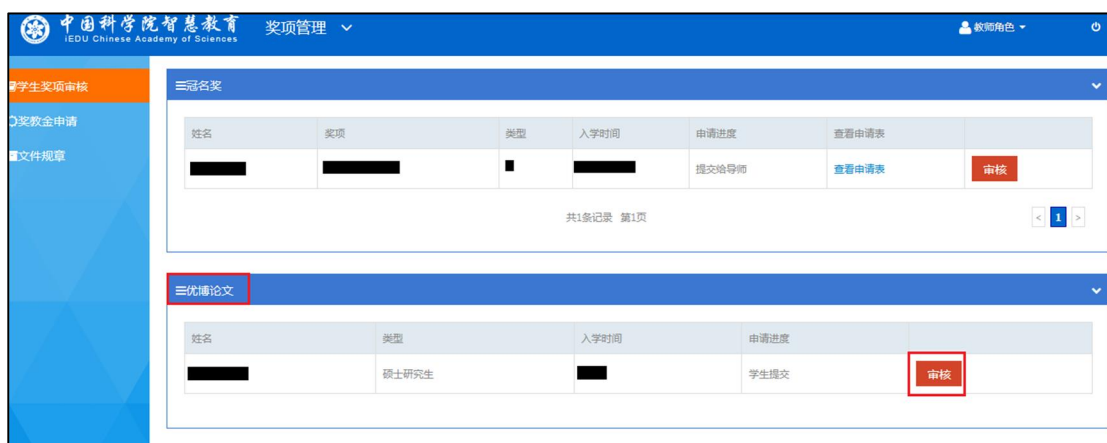 中国科学院智慧教育
iEDU Chinese Academy of Sciences
奖项管理
教师角色
学生奖项审核
奖教金申请
文件规章
冠名奖
姓名 奖项 类型 入学时间 申请进度 查看申请表
提交给导师 查看申请表 审核
共1条记录 第1页
< 1 >
优博论文
姓名 类型 入学时间 申请进度
硕士研究生 学生提交 审核